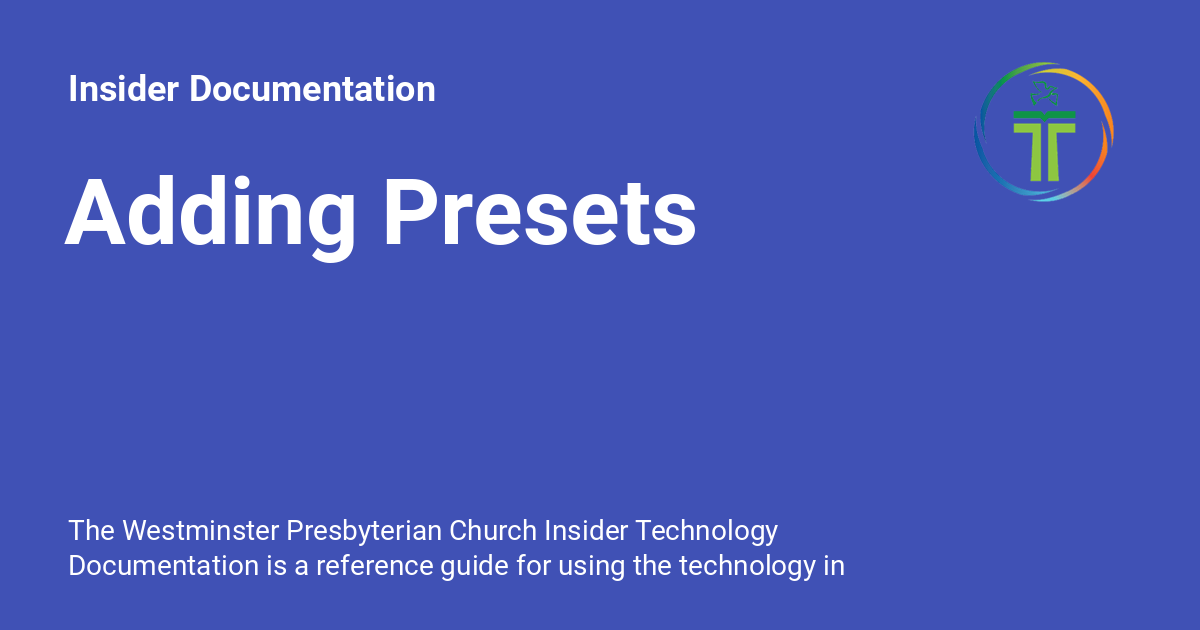 Insider Documentation
Adding Presets
The Westminster Presbyterian Church Insider Technology
Documentation is a reference guide for using the technology in